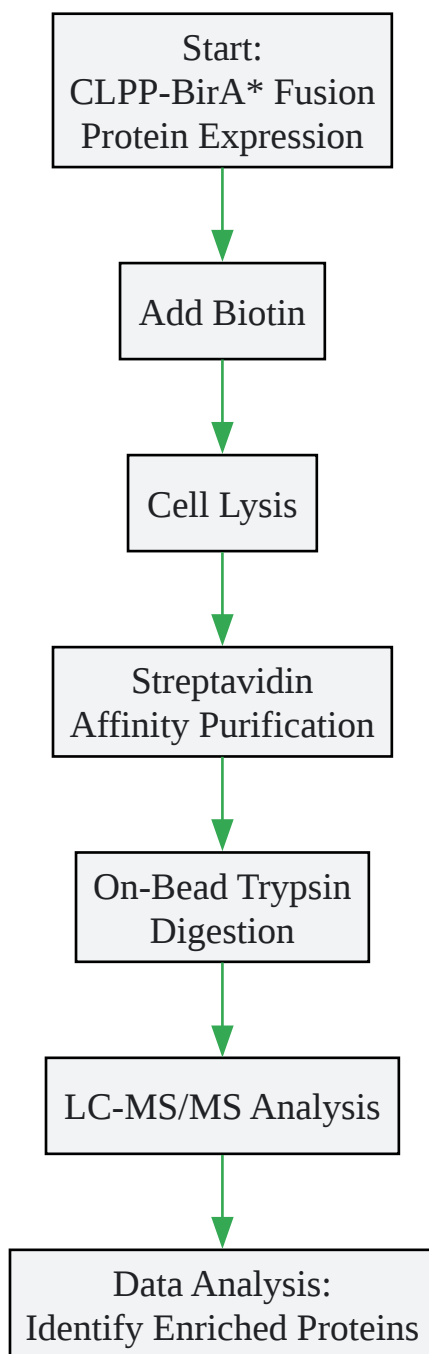 Start:
CLPP-BirA* Fusion
Protein Expression
Add Biotin
Cell Lysis
Streptavidin
Affinity Purification
On-Bead Trypsin
Digestion
LC-MS/MS Analysis
Data Analysis:
Identify Enriched Proteins